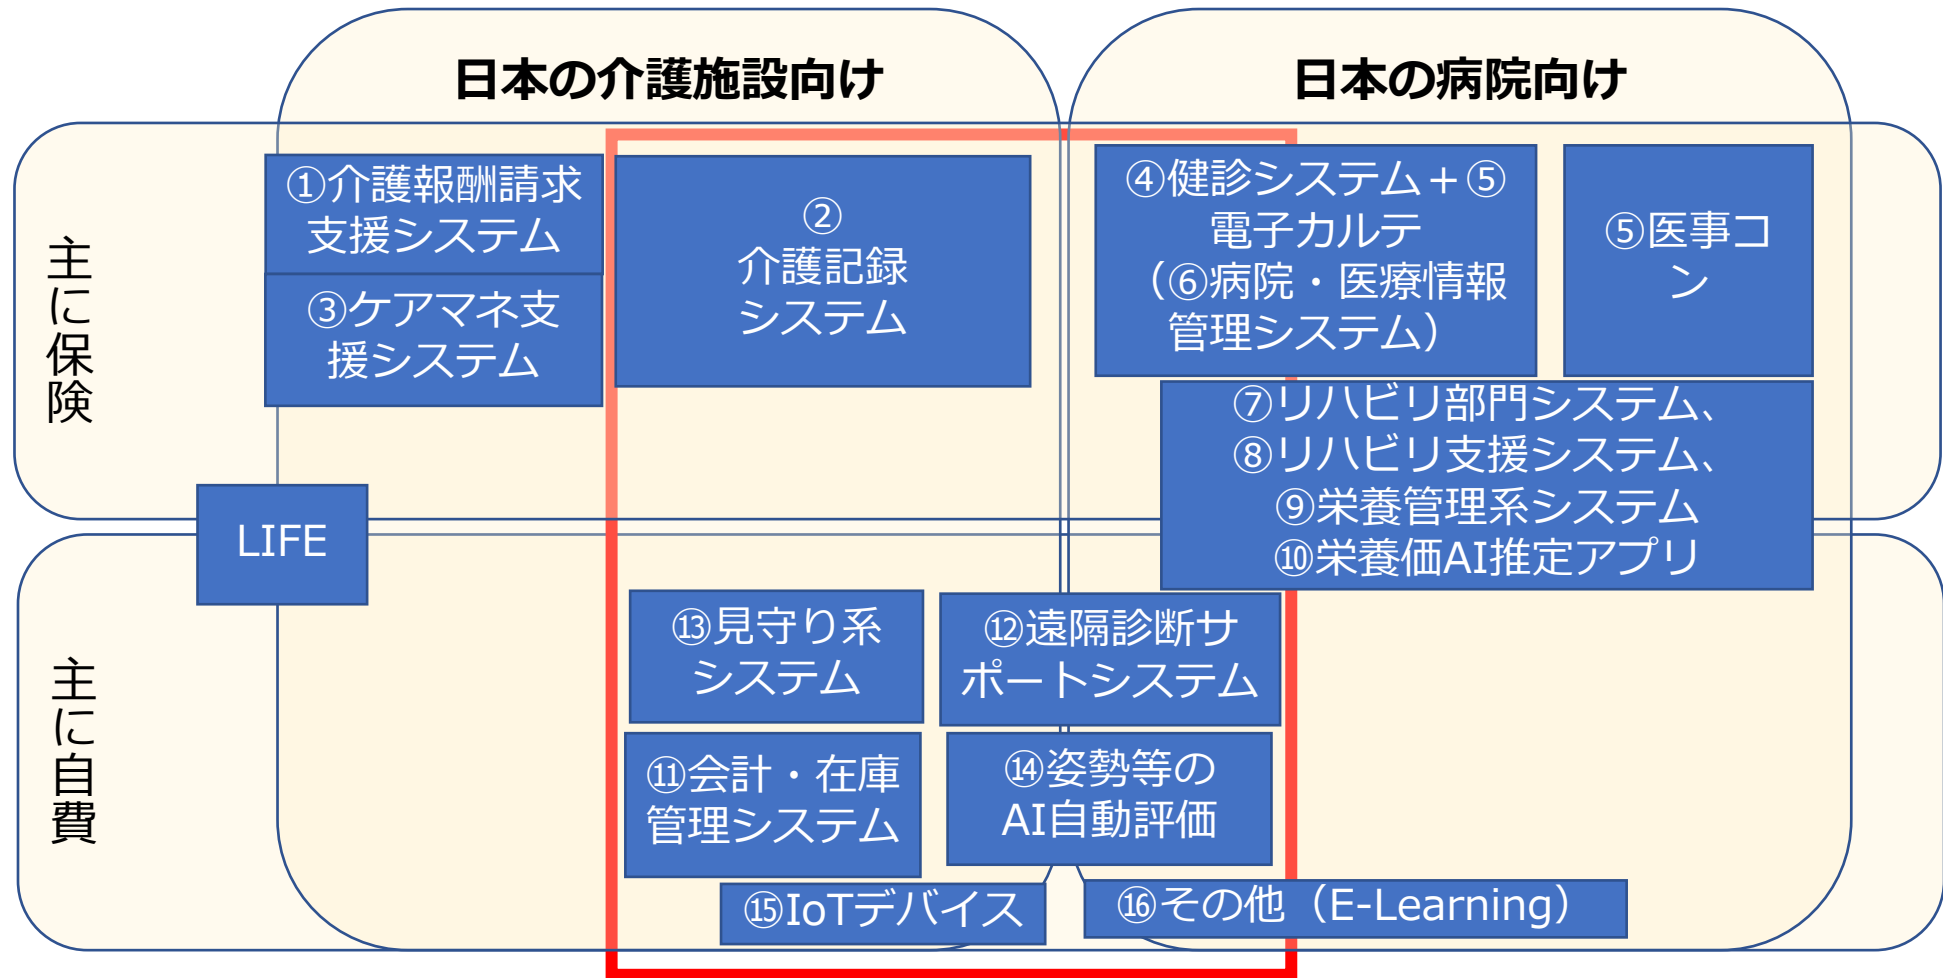 日本の介護施設向け
日本の病院向け
主に保険
①介護報酬請求
支援システム
②
介護記録
システム
③ケアマネ支
援システム
④健診システム＋⑤
電子カルテ
（⑥病院・医療情報
管理システム）
⑤医事コ
ン
⑦リハビリ部門システム、
⑧リハビリ支援システム、
⑨栄養管理系システム
⑩栄養価AI推定アプリ
LIFE
主に自費
⑬見守り系
システム
⑫遠隔診断サ
ポートシステム
⑪会計・在庫
管理システム
⑭姿勢等の
AI自動評価
⑮IoTデバイス
⑯その他（E-Learning）